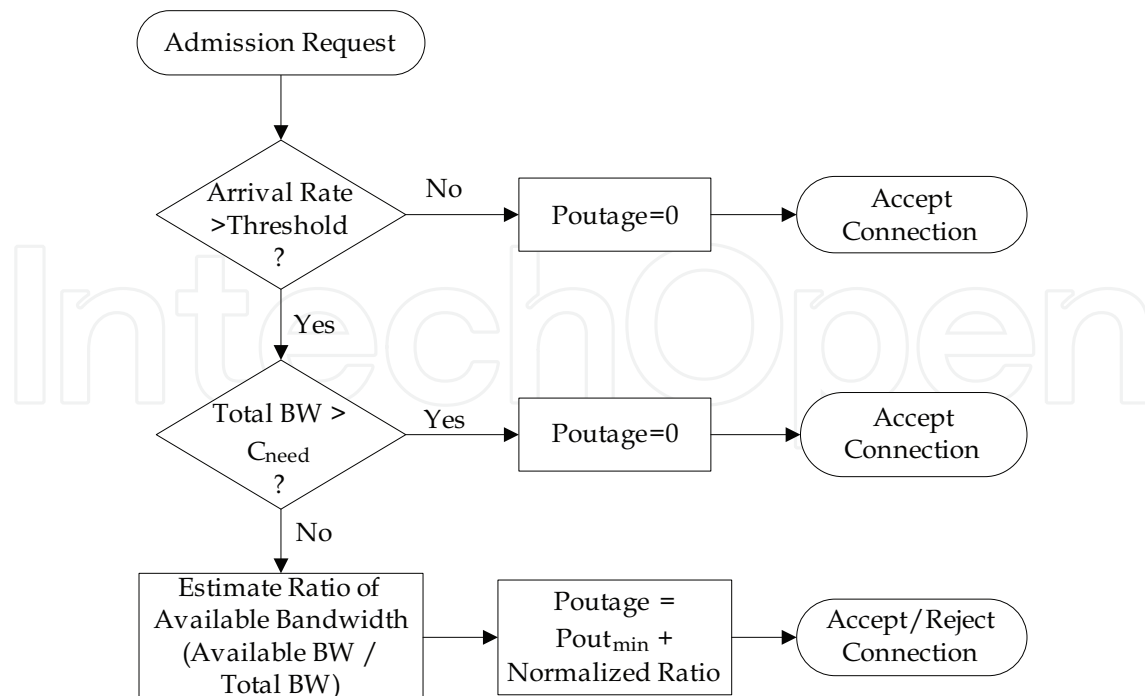 Admission Request
Arrival Rate
>Threshold
?
No
Poutage=0
Accept
Connection
Yes
Total BW >
Cneed
?
Yes
Poutage=0
Accept
Connection
No
Estimate Ratio of
Available Bandwidth
(Available BW /
Total BW)
Poutage =
Poutmin +
Normalized Ratio
Accept/Reject
Connection
IntechOpen